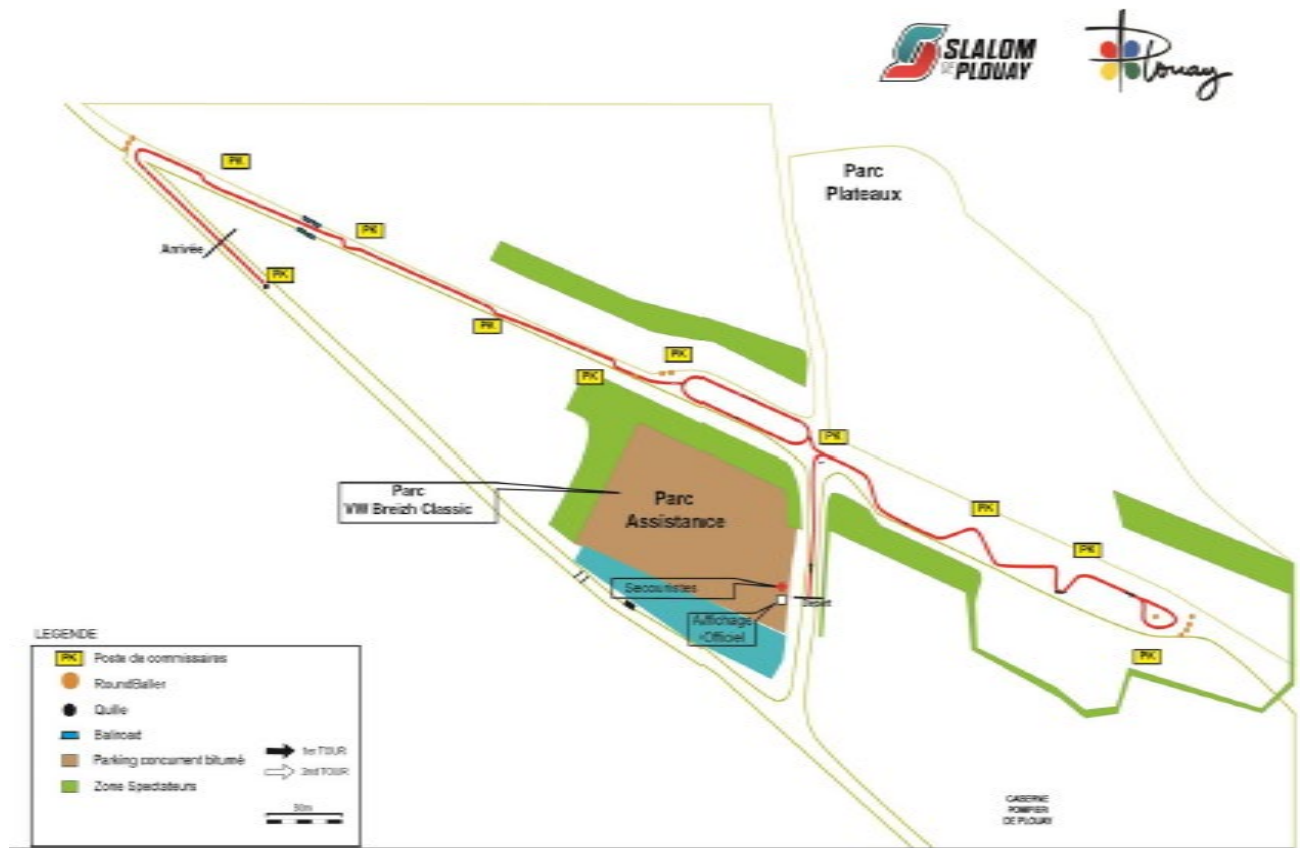 SLALOM
DE PLOUAY
Plouay
Parc
Plateaux
PK
PK
Arrivée
PK
PK
PK
PK
PK
Parc
VW Breizh Classic
Parc
Assistance
PK
PK
Secouristes
Départ
Affichage
Officiel
PK
LEGENDE
PK Poste de commissaires
RoundBaller
Quille
Balroad
Parking concurrent bitumé
Zone Spectateurs
1er TOUR
2nd TOUR
50m
CASERNE
POMPIER
DE PLOUAY